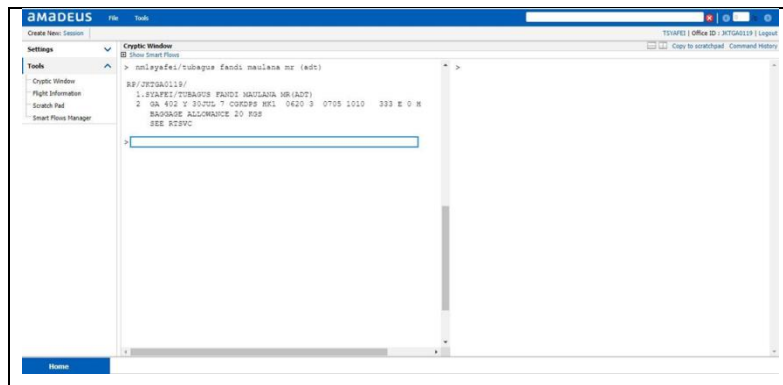 amadeus File Tools
Create New: Session
TSYAFEI | Office ID : JKTGA0119 | Logout
Settings
Tools
Cryptic Window
Flight Information
Scratch Pad
Smart Flows Manager
Cryptic Window
Show Smart Flows
Copy to scratchpad Command History
> nm1syafei/tubagus fandi maulana mr (adt)
RP/JKTGA0119/
1.SYAFEI/TUBAGUS FANDI MAULANA MR(ADT)
2 GA 402 Y 30JUL 7 CGKDPS HK1 0620 3 0705 1010 333 E 0 M
BAGGAGE ALLOWANCE 20 KGS
SEE RTSVC
>
>
Home